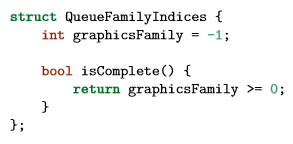 struct QueueFamilyIndices {
    int graphicsFamily = -1;

    bool isComplete() {
        return graphicsFamily >= 0;
    }
};